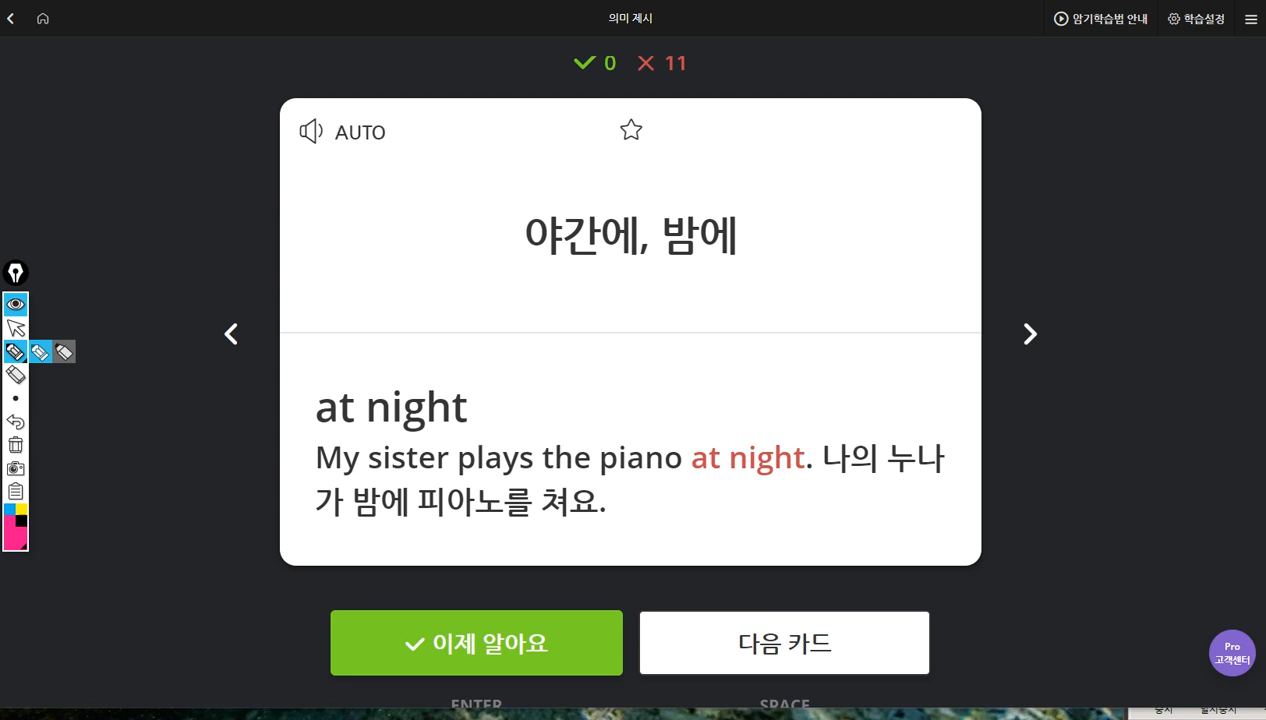 의미 제시
암기학습법 안내
학습설정
0
11
AUTO
야간에, 밤에
at night
My sister plays the piano at night. 나의 누나
가 밤에 피아노를 쳐요.
이제 알아요
다음 카드
Pro
고객센터
ENTER
SPACE